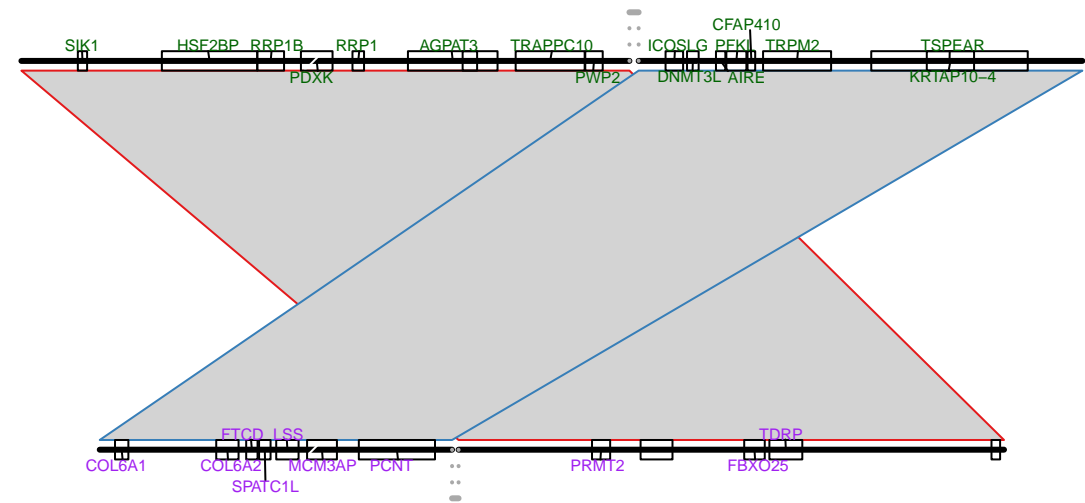 CFAP410
SIK1 HSF2BP RRP1B RRP1 AGPAT3 TRAPPC10 ICOSLG PFKL TRPM2 TSPEAR
PDXK PWP2 DNMT3L AIRE KRTAP10−4
FTCD LSS TDRP
COL6A1 COL6A2 MCM3AP PCNT PRMT2 FBXO25
SPATC1L